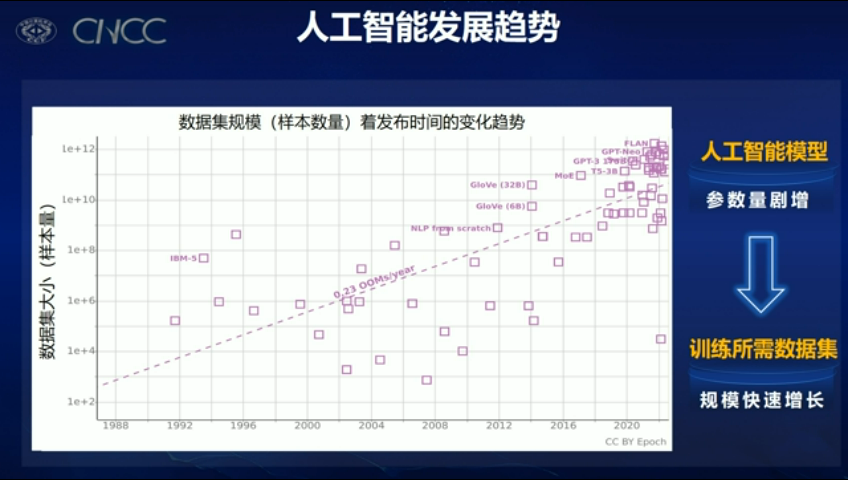 CNCC
人工智能发展趋势
数据集规模（样本数量）着发布时间的变化趋势
数据集大小（样本量）
1e+12
1e+10
1e+8
1e+6
1e+4
1e+2
FLAN
GPT-Neo
GPT-3 175B
T5-3B
MoE
GloVe (32B)
GloVe (6B)
NLP from scratch
IBM-5
0.23 OOMs/year
1988
1992
1996
2000
2004
2008
2012
2016
2020
CC BY Epoch
人工智能模型
参数量剧增
训练所需数据集
规模快速增长